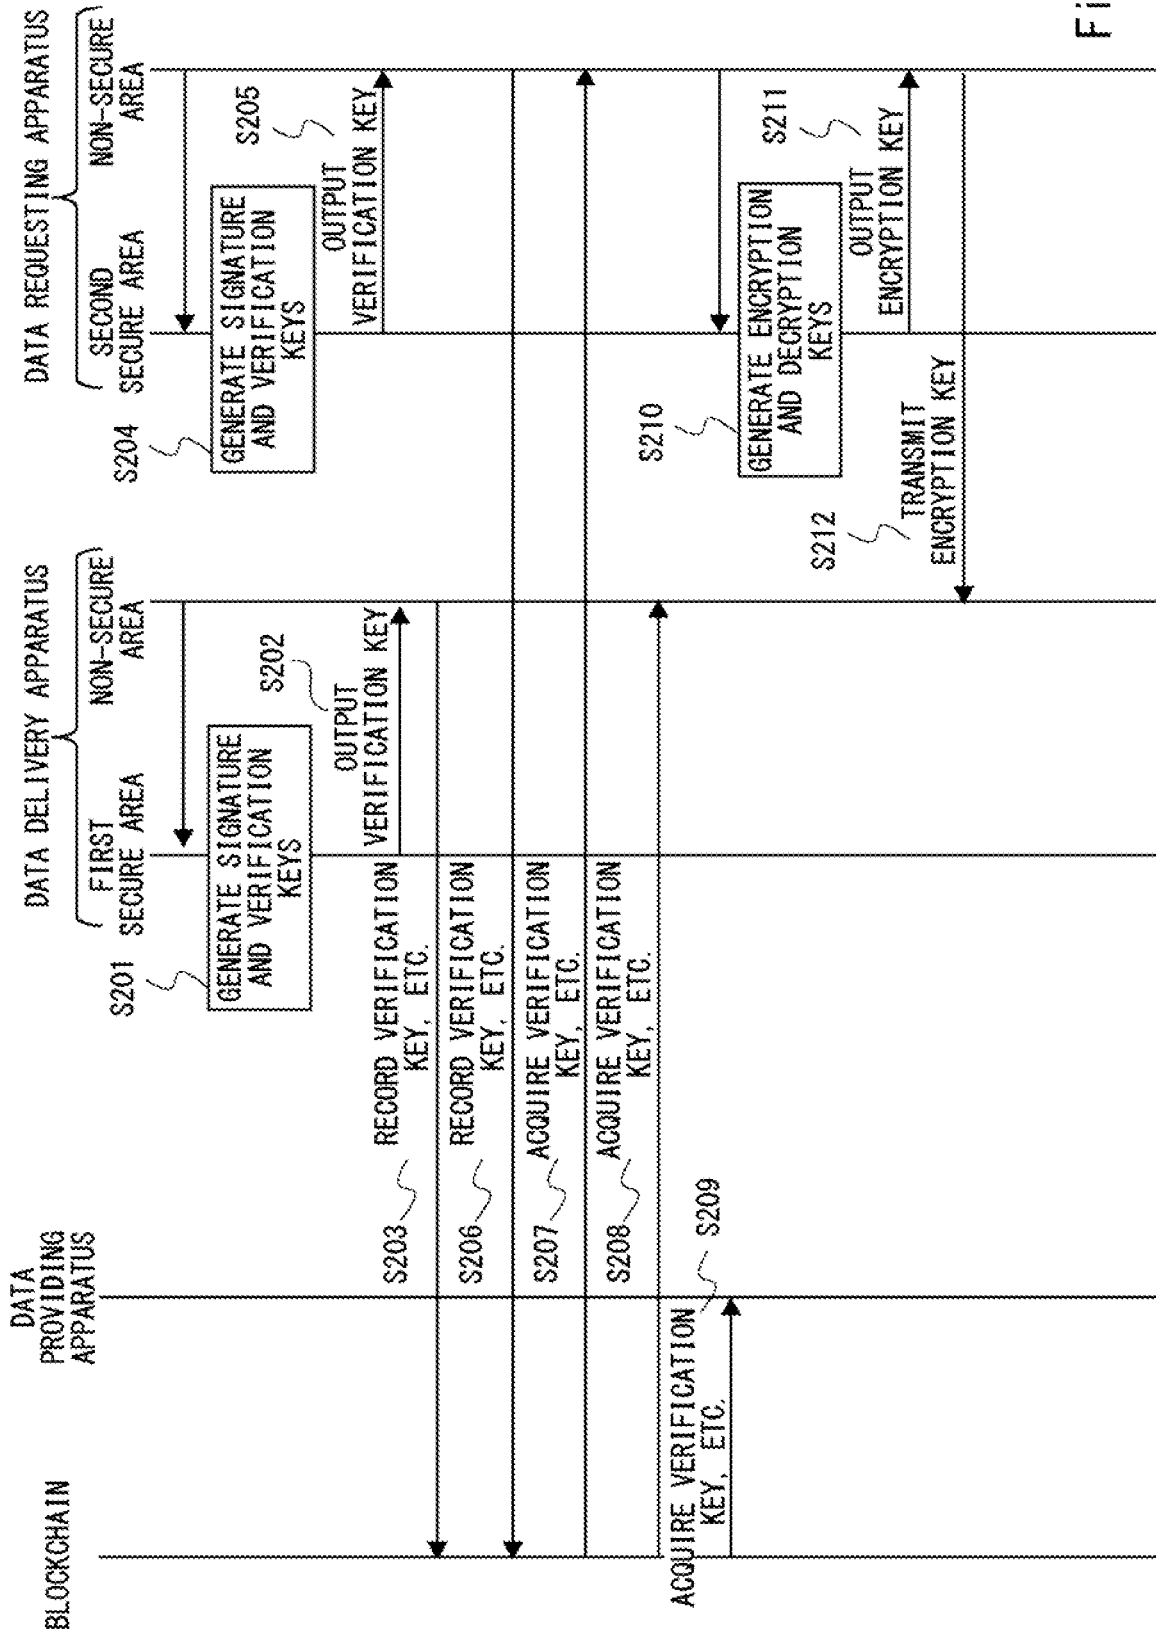 BLOCKCHAIN
DATA
PROVIDING
APPARATUS
DATA DELIVERY APPARATUS
FIRST
SECURE AREA
NON-SECURE
AREA
DATA REQUESTING APPARATUS
SECOND
SECURE AREA
NON-SECURE
AREA
S201
GENERATE SIGNATURE
AND VERIFICATION
KEYS
S202
OUTPUT
VERIFICATION KEY
S203
RECORD VERIFICATION
KEY, ETC.
S204
GENERATE SIGNATURE
AND VERIFICATION
KEYS
S205
OUTPUT
VERIFICATION KEY
S206
RECORD VERIFICATION
KEY, ETC.
S207
ACQUIRE VERIFICATION
KEY, ETC.
S208
ACQUIRE VERIFICATION
KEY, ETC.
S209
ACQUIRE VERIFICATION
KEY, ETC.
S210
GENERATE ENCRYPTION
AND DECRYPTION
KEYS
S211
OUTPUT
ENCRYPTION KEY
S212
TRANSMIT
ENCRYPTION KEY